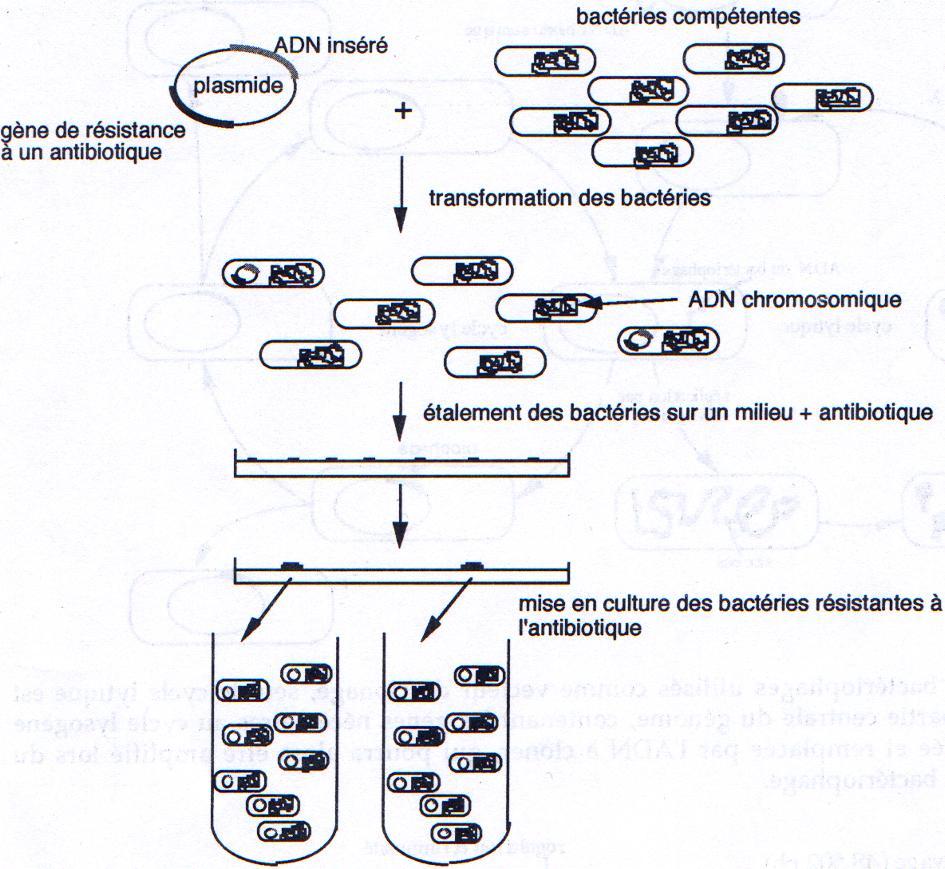 bactéries compétentes
ADN inséré
plasmide
+
gène de résistance
à un antibiotique
transformation des bactéries
ADN chromosomique
étalement des bactéries sur un milieu + antibiotique
mise en culture des bactéries résistantes à
l'antibiotique